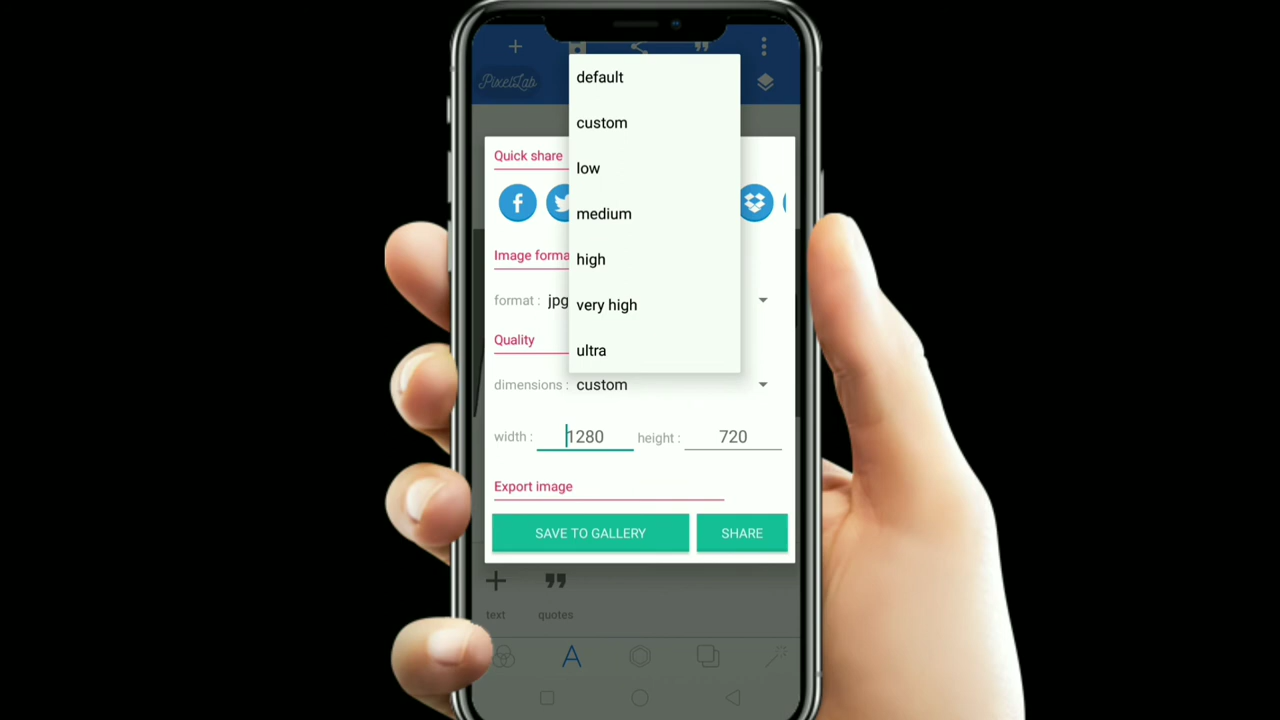 PixelLab
default
custom
low
medium
high
very high
ultra
Quick share
Image forma
format : jpg
Quality
dimensions : custom
width : 1280 height : 720
Export image
SAVE TO GALLERY SHARE
text quotes